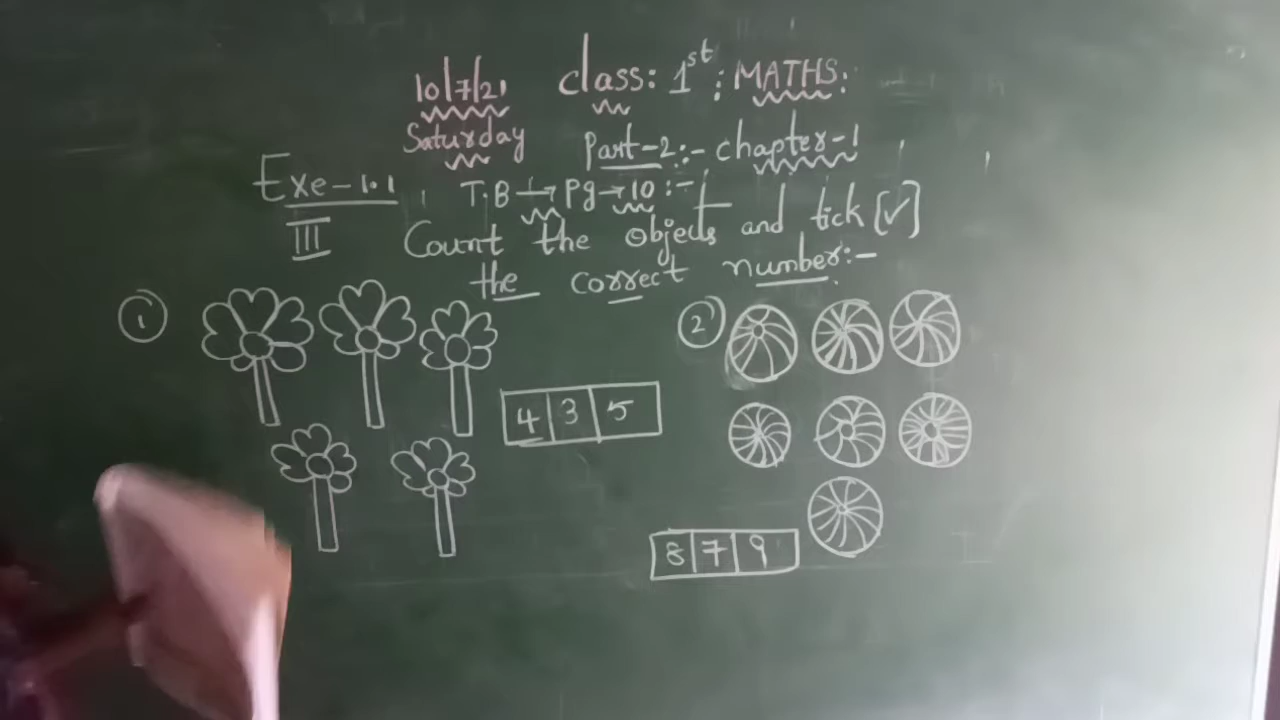 10/7/21 class: 1st : MATHS:
Saturday Part-2:- chapter-1
Exe-1.1, T.B → Pg → 10 :-
III Count the objects and tick [✓]
the correct number:-
1 2
4 3 5
8 7 9